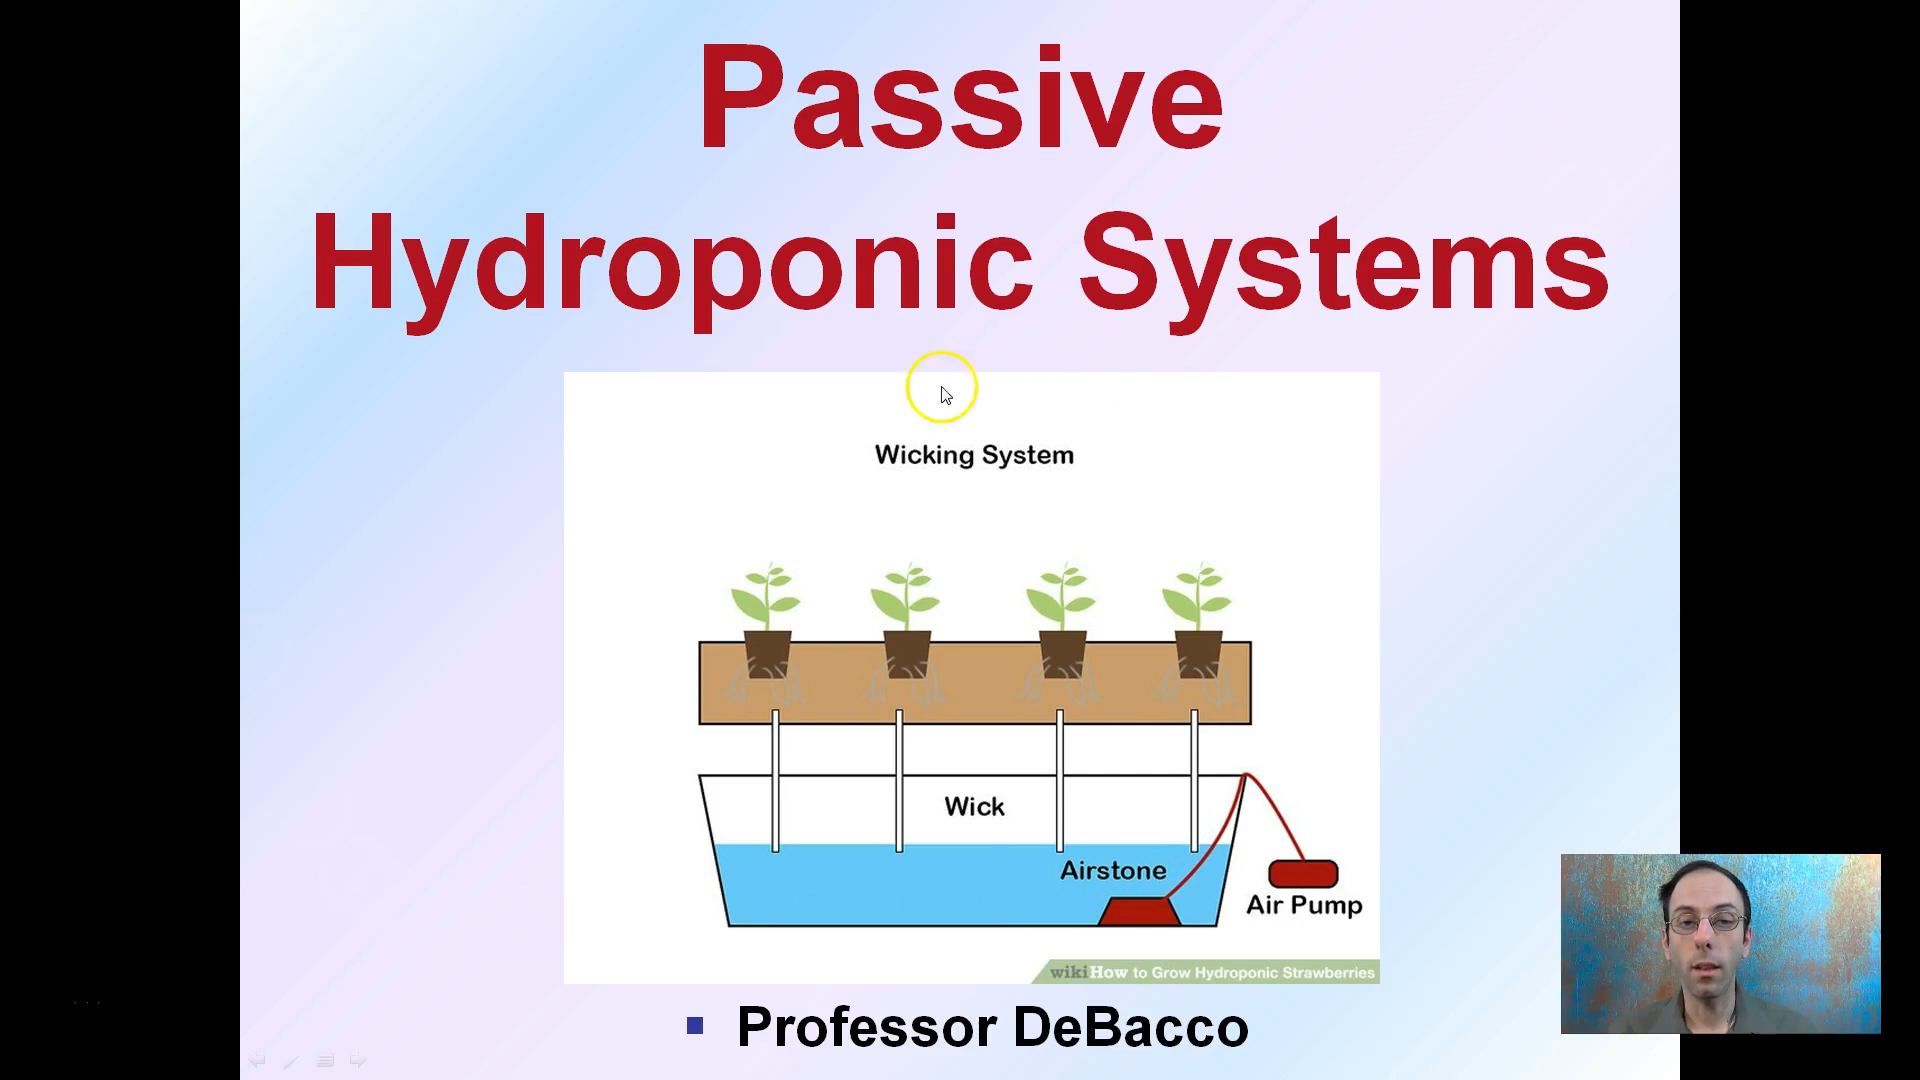 Passive
Hydroponic Systems
Wicking System
Wick
Airstone
Air Pump
wikiHow to Grow Hydroponic Strawberries
Professor DeBacco